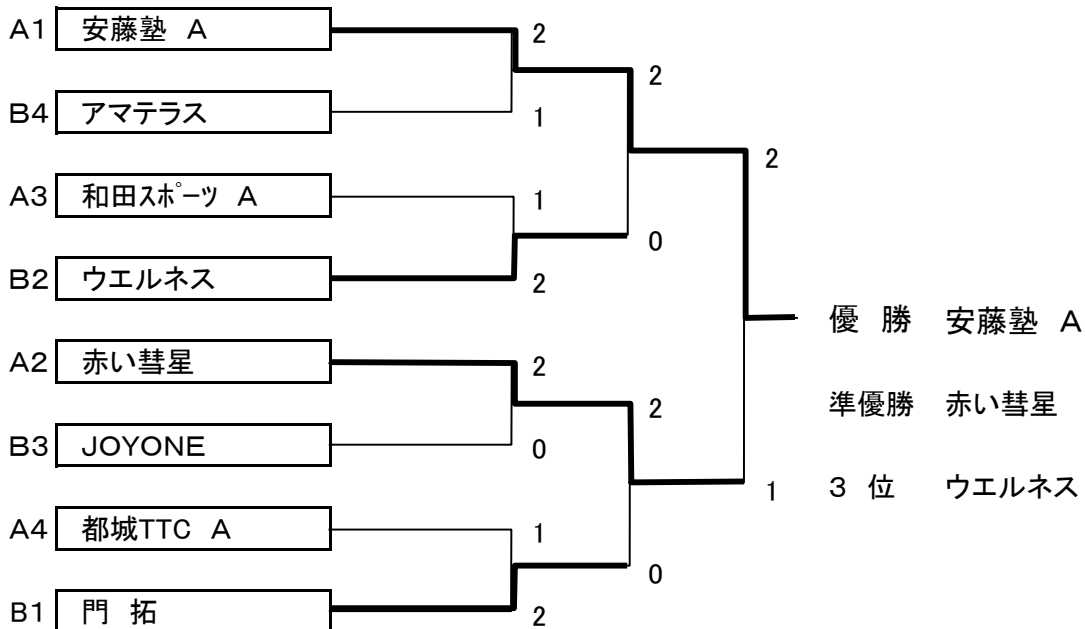 A1 安藤塾 A 2
2
B4 アマテラス 1
2
A3 和田スポーツ A 1
0
B2 ウエルネス 2
優 勝 安藤塾 A
A2 赤い彗星 2
2 準優勝 赤い彗星
B3 JOYONE 0
1 3 位 ウエルネス
A4 都城TTC A 1
0
B1 門 拓 2